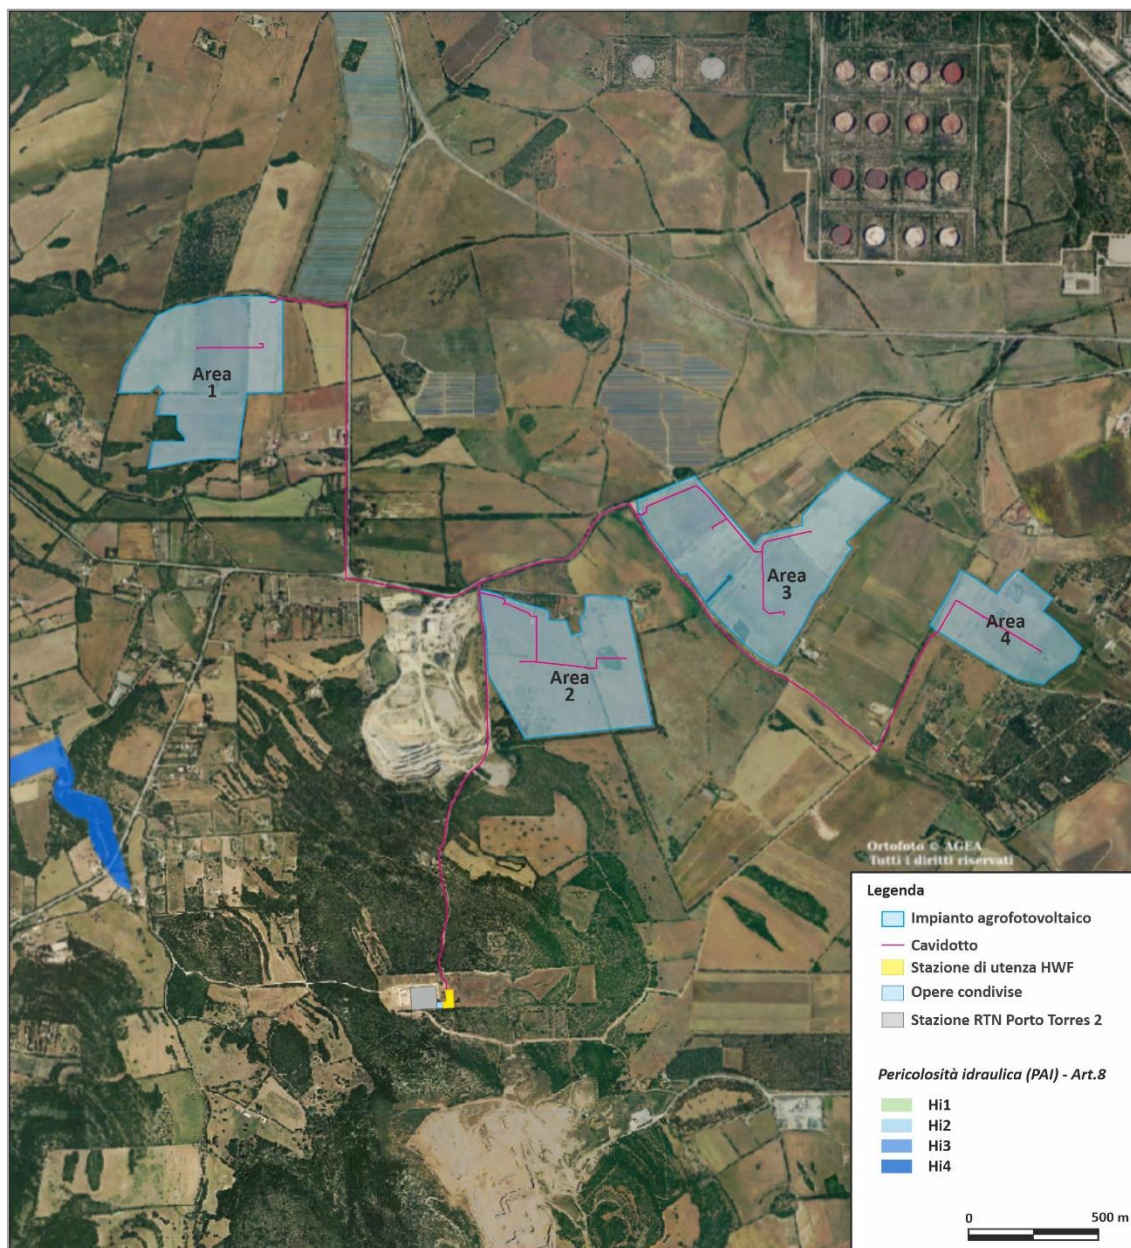 Area
1
Area
3
Area
4
Area
2
Ortofoto © AGEA
Tutti i diritti riservati
Legenda
Impianto agrofotovoltaico
Cavidotto
Stazione di utenza HWF
Opere condivise
Stazione RTN Porto Torres 2
Pericolosità idraulica (PAI) - Art.8
Hi1
Hi2
Hi3
Hi4
0 500 m